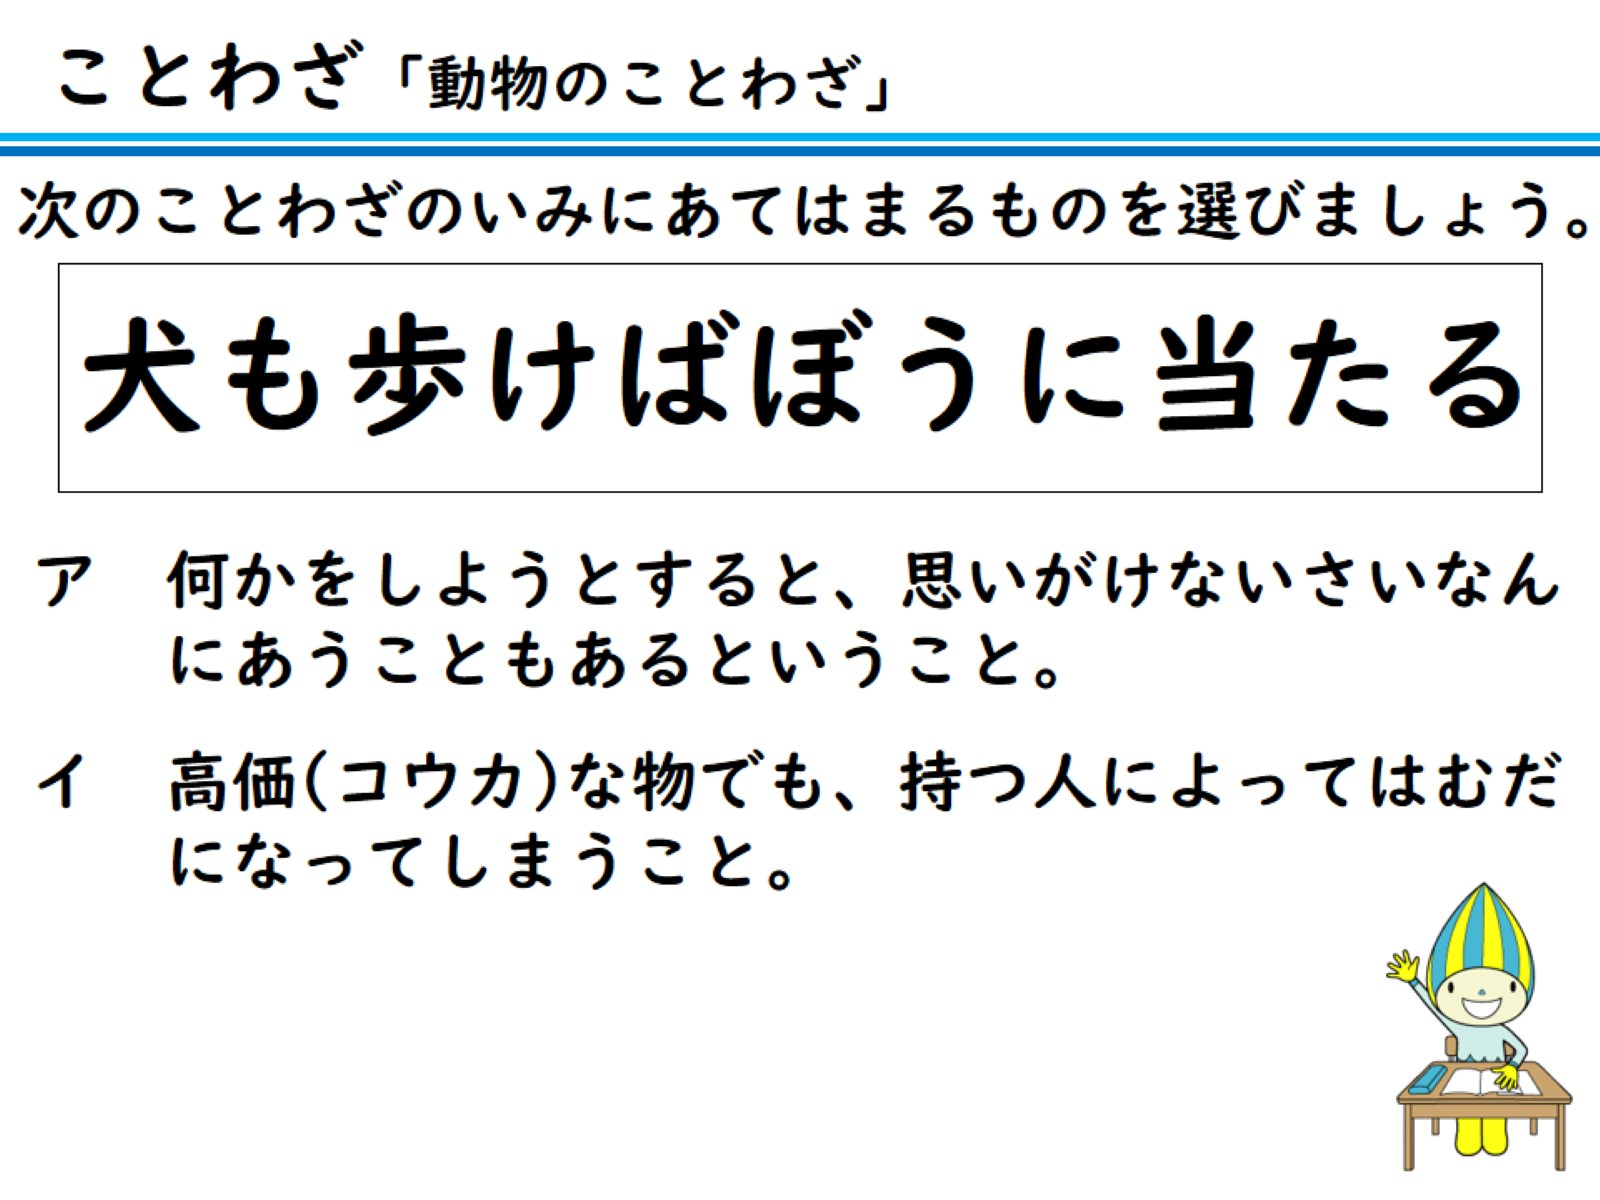 ことわざ「動物のことわざ」
次のことわざのいみにあてはまるものを選びましょう。
犬も歩けばぼうに当たる
ア　何かをしようとすると、思いがけないさいなん
にあうこともあるということ。
イ　高価(コウカ)な物でも、持つ人によってはむだ
になってしまうこと。